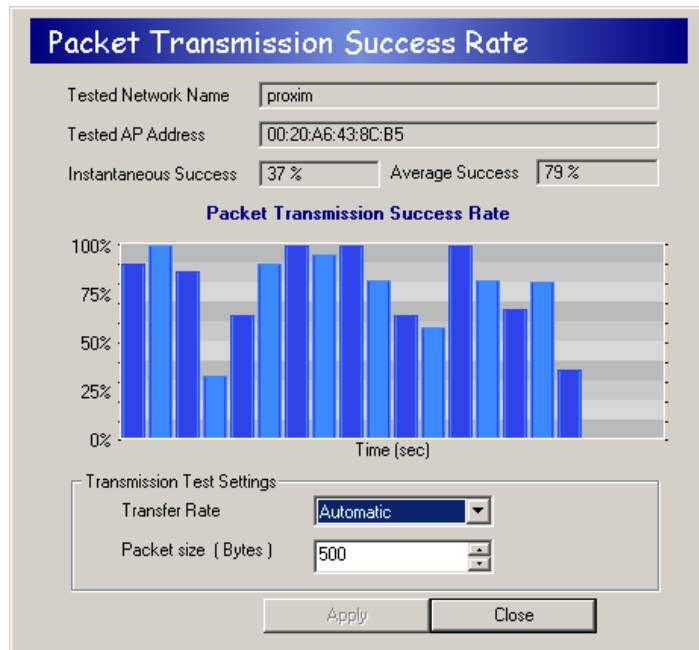 Packet Transmission Success Rate
Tested Network Name proxim
Tested AP Address 00:20:A6:43:8C:B5
Instantaneous Success 37 % Average Success 79 %
Packet Transmission Success Rate
100%
75%
50%
25%
0%
Time (sec)
Transmission Test Settings
Transfer Rate Automatic
Packet size ( Bytes ) 500
Apply Close